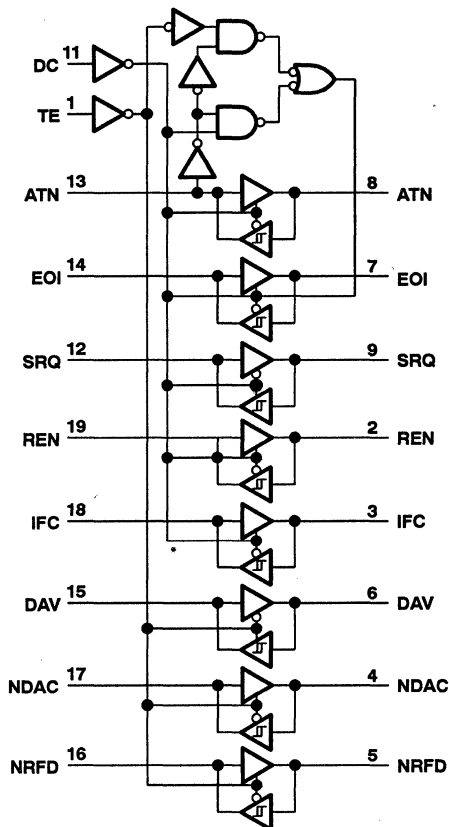 DC 11
TE 1
ATN 13 8 ATN
EOI 14 7 EOI
SRQ 12 9 SRQ
REN 19 2 REN
IFC 18 3 IFC
DAV 15 6 DAV
NDAC 17 4 NDAC
NRFD 16 5 NRFD